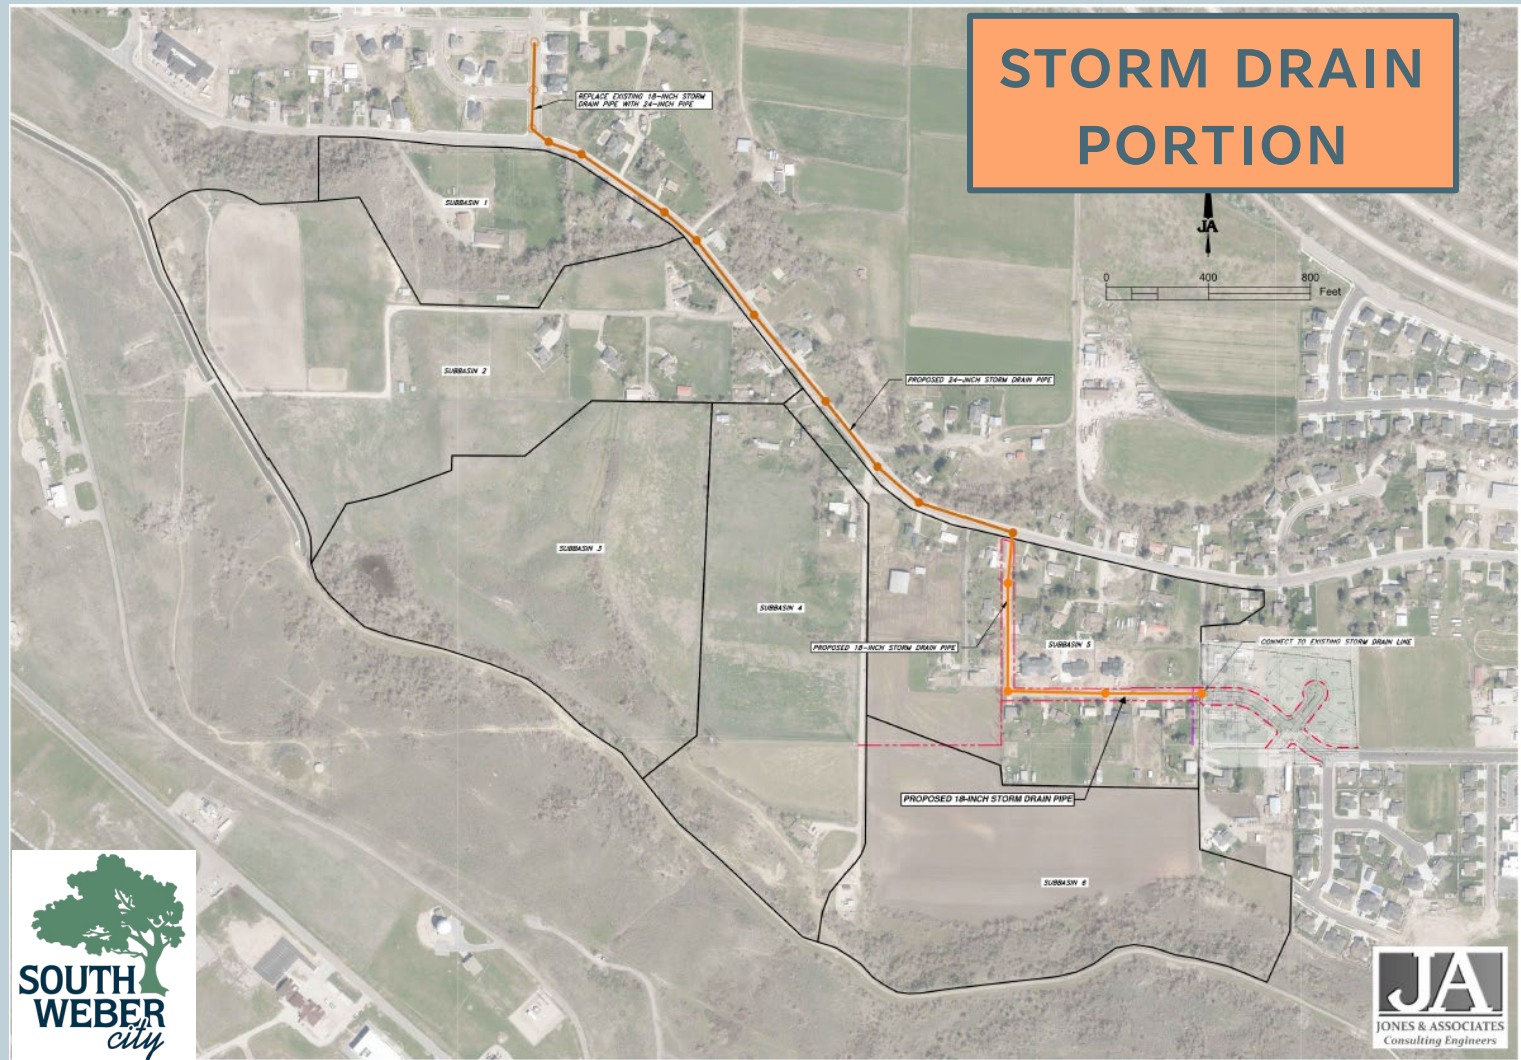 STORM DRAIN
PORTION
REPLACE EXISTING 18-INCH STORM
DRAIN PIPE WITH 24-INCH PIPE
SUBBASIN 1
JA
0 400 800
Feet
SUBBASIN 2
PROPOSED 24-INCH STORM DRAIN PIPE
SUBBASIN 3
SUBBASIN 4
PROPOSED 18-INCH STORM DRAIN PIPE
SUBBASIN 5
CONNECT TO EXISTING STORM DRAIN LINE
PROPOSED 18-INCH STORM DRAIN PIPE
SUBBASIN 6
SOUTH
WEBER
city
JA
JONES & ASSOCIATES
Consulting Engineers